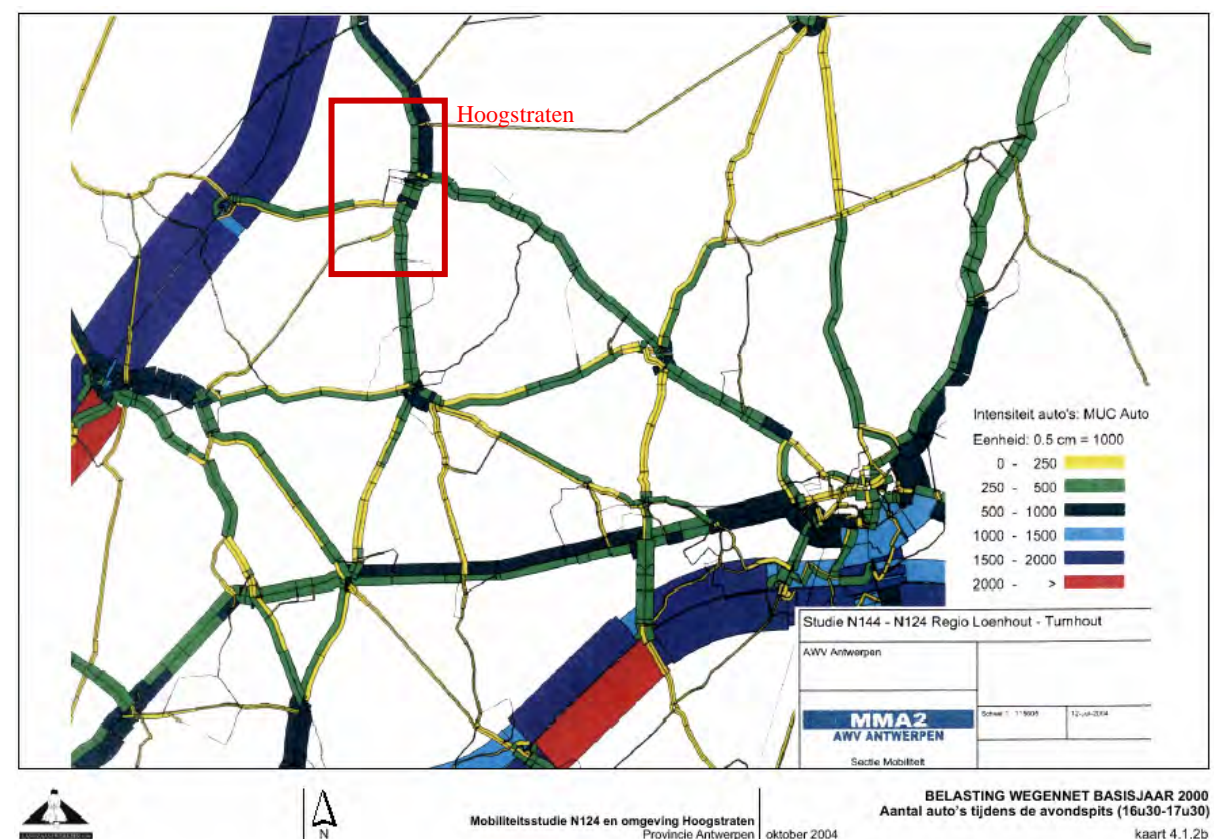 Hoogstraten
Intensiteit auto's: MUC Auto
Eenheid: 0.5 cm = 1000
0 - 250
250 - 500
500 - 1000
1000 - 1500
1500 - 2000
2000 - >
Studie N144 - N124 Regio Loenhout - Turnhout
AWV Antwerpen
MMA2
AWV ANTWERPEN
Sectie Mobiliteit
N
Mobiliteitsstudie N124 en omgeving Hoogstraten
Provincie Antwerpen
oktober 2004
BELASTING WEGENNET BASISJAAR 2000
Aantal auto's tijdens de avondspits (16u30-17u30)
kaart 4.1.2b